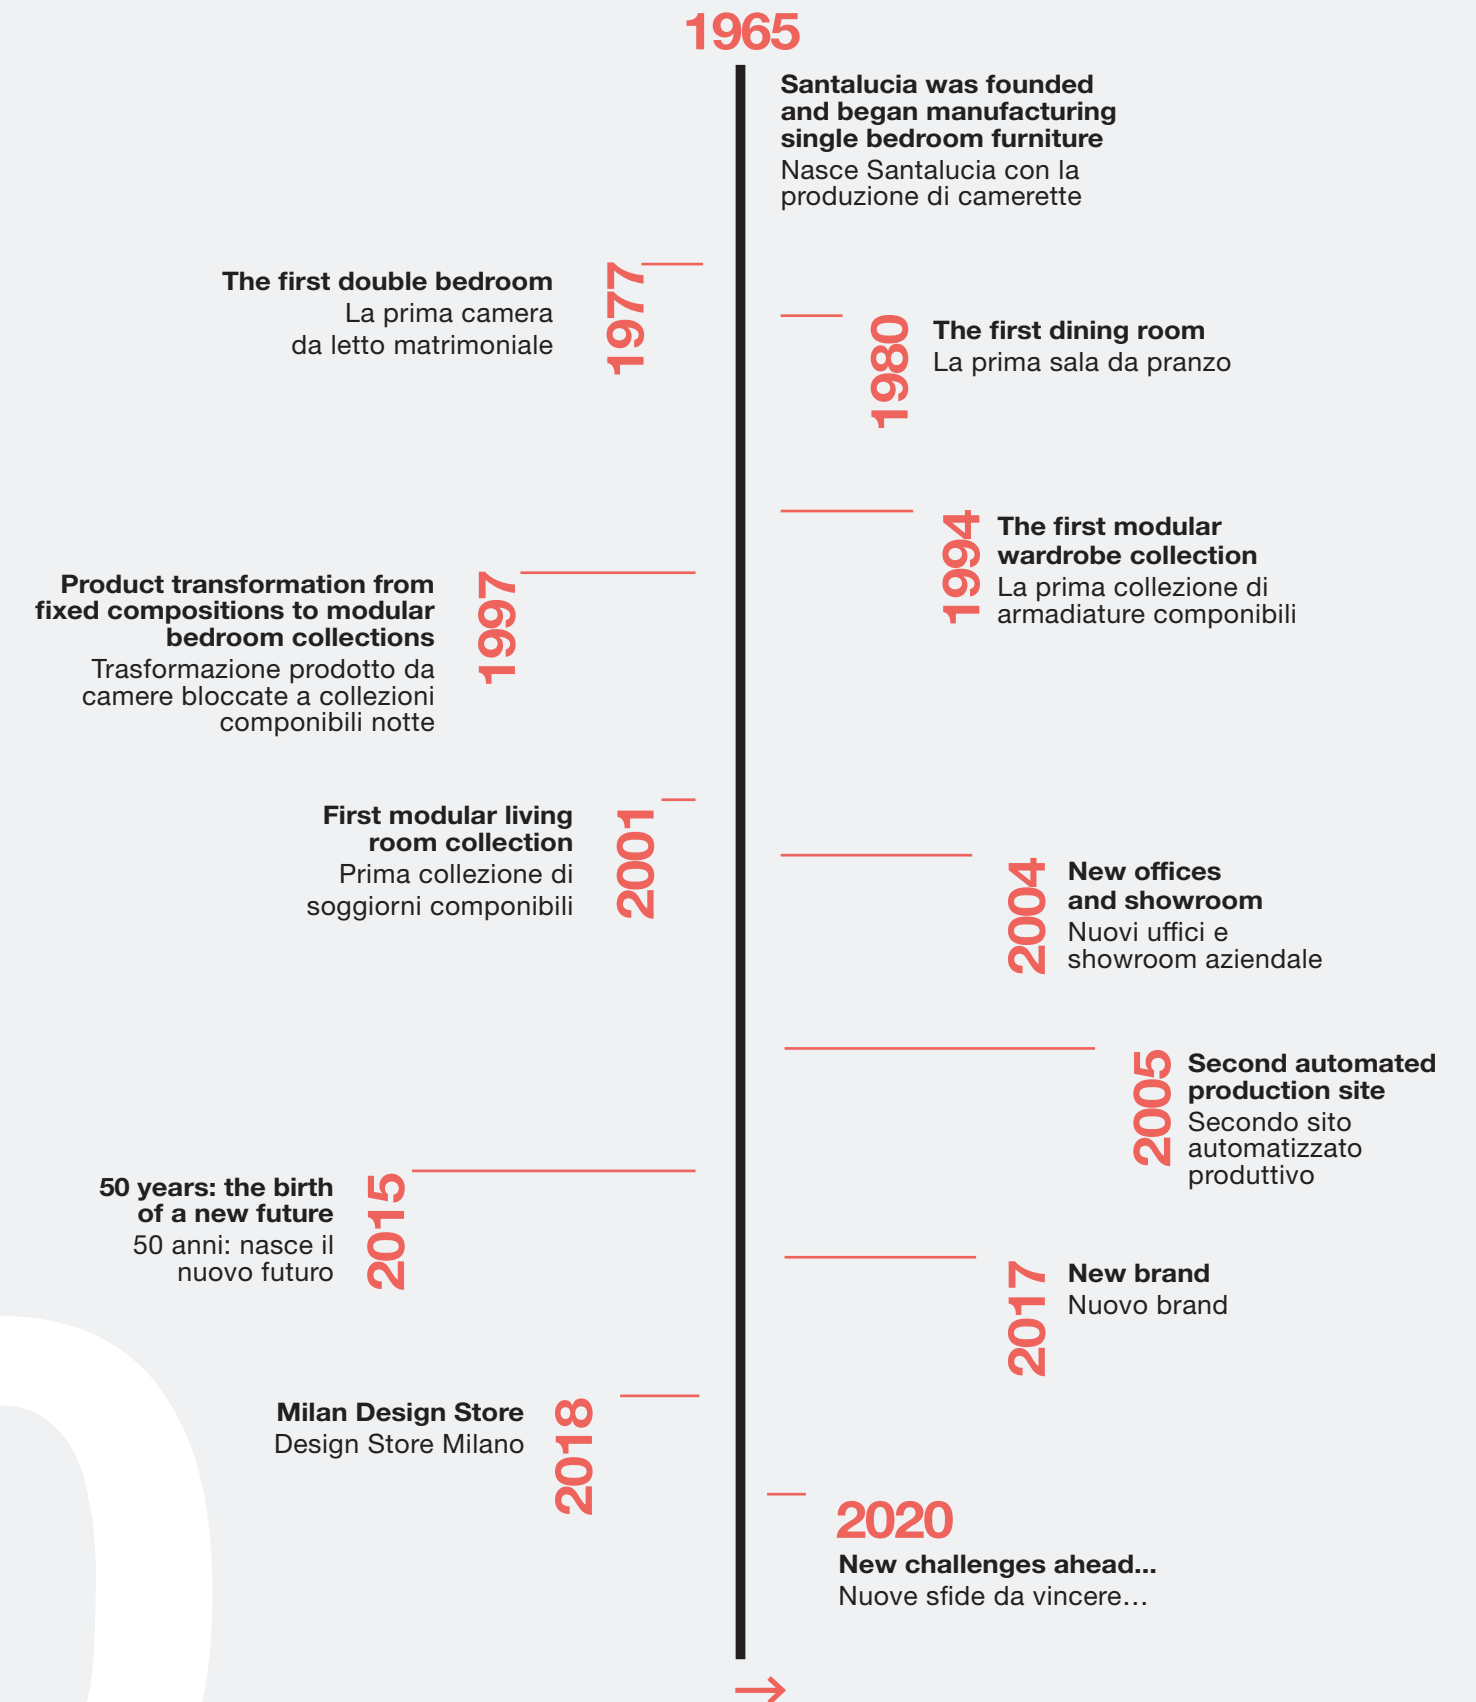 1965
Santalucia was founded
and began manufacturing
single bedroom furniture
Nasce Santalucia con la
produzione di camerette
1977
The first double bedroom
La prima camera
da letto matrimoniale
1980
The first dining room
La prima sala da pranzo
1994
The first modular
wardrobe collection
La prima collezione di
armadiature componibili
1997
Product transformation from
fixed compositions to modular
bedroom collections
Trasformazione prodotto da
camere bloccate a collezioni
componibili notte
2001
First modular living
room collection
Prima collezione di
soggiorni componibili
2004
New offices
and showroom
Nuovi uffici e
showroom aziendale
2005
Second automated
production site
Secondo sito
automatizzato
produttivo
2015
50 years: the birth
of a new future
50 anni: nasce il
nuovo futuro
2017
New brand
Nuovo brand
2018
Milan Design Store
Design Store Milano
2020
New challenges ahead...
Nuove sfide da vincere…